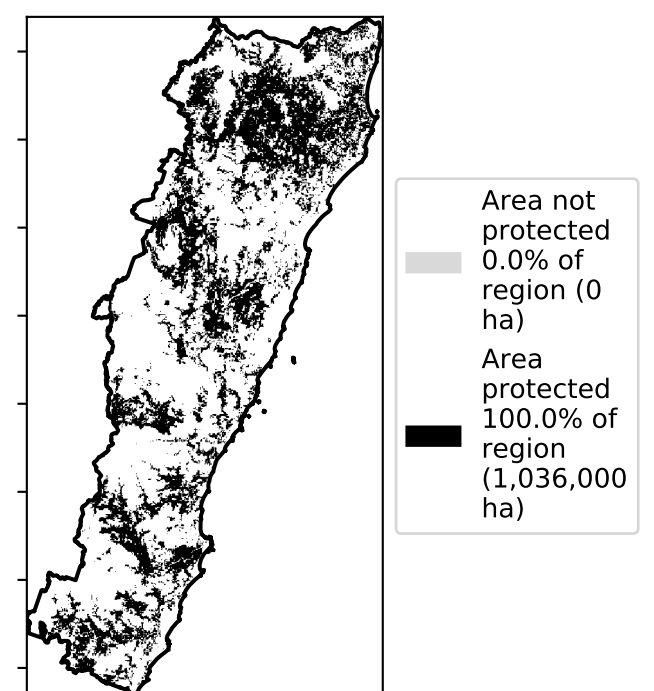 Area not
protected
0.0% of
region (0
ha)
Area
protected
100.0% of
region
(1,036,000
ha)